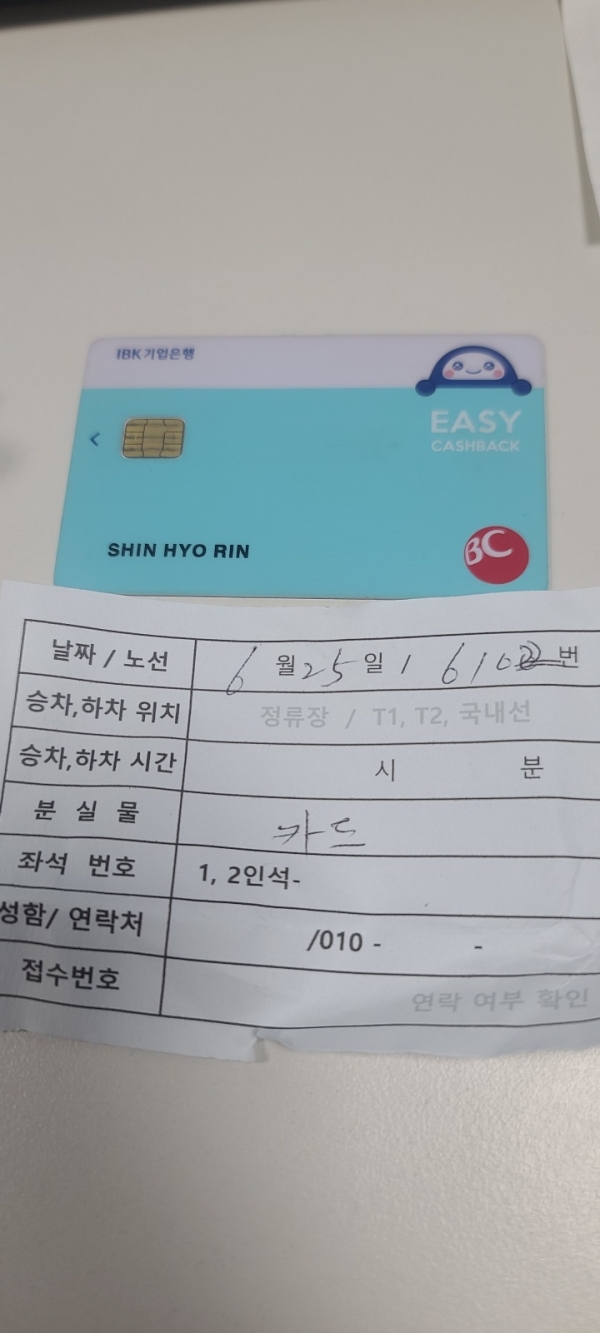 IBK기업은행
EASY
CASHBACK
SHIN HYO RIN
BC
날짜 / 노선 6월 25일 / 610 번
승차,하차 위치 정류장 / T1, T2, 국내선
승차,하차 시간 시 분
분 실 물 카드
좌석 번호 1, 2인석-
성함/ 연락처 /010 - -
접수번호 연락 여부 확인